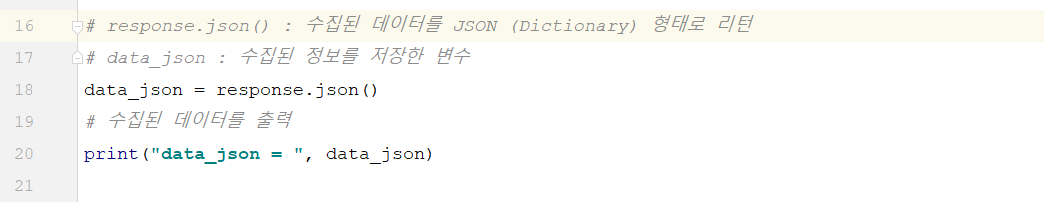 16 # response.json() : 수집된 데이터를 JSON (Dictionary) 형태로 리턴
17 # data_json : 수집된 정보를 저장한 변수
18 data_json = response.json()
19 # 수집된 데이터를 출력
20 print("data_json = ", data_json)
21